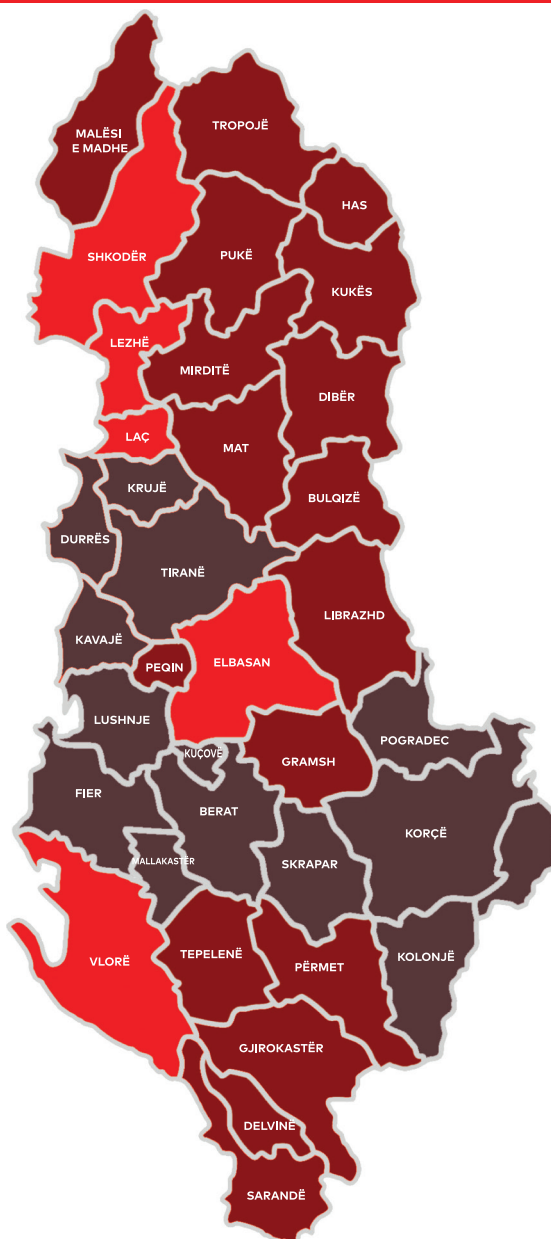 MALËSI
E MADHE
TROPOJË
HAS
SHKODËR
PUKË
KUKËS
LEZHË
MIRDITË
DIBËR
LAÇ
MAT
KRUJË
BULQIZË
DURRËS
TIRANË
LIBRAZHD
KAVAJË
PEQIN
ELBASAN
LUSHNJE
POGRADEC
KUÇOVË
GRAMSH
FIER
BERAT
KORÇË
MALLAKASTËR
SKRAPAR
VLORË
TEPELENË
PËRMET
KOLONJË
GJIROKASTËR
DELVINË
SARANDË